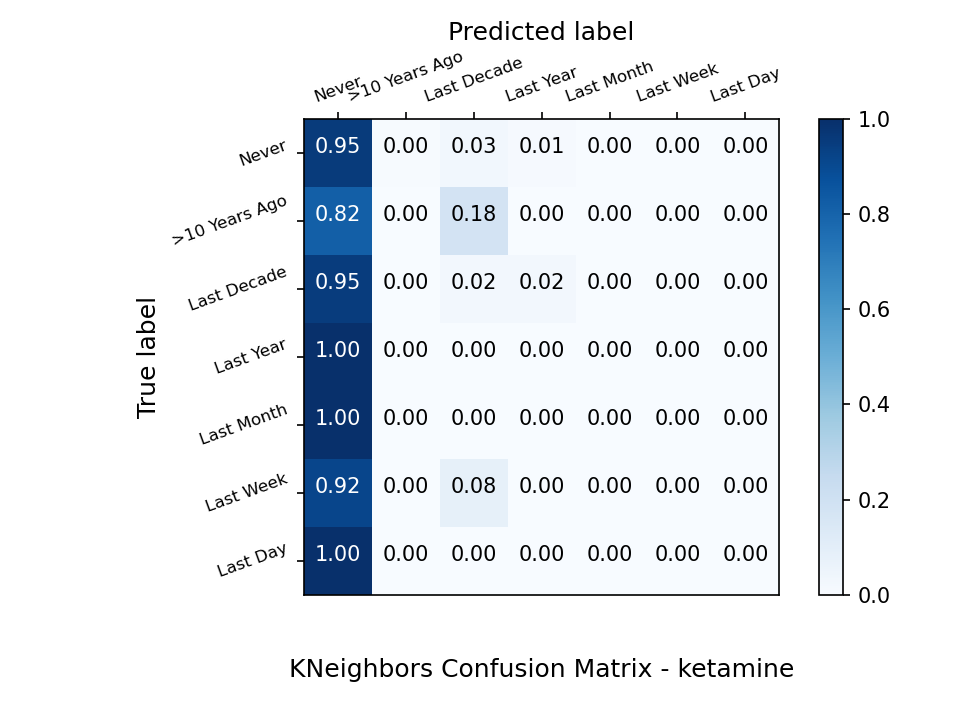 Predicted label
Never >10 Years Ago Last Decade Last Year Last Month Last Week Last Day
Never 0.95 0.00 0.03 0.01 0.00 0.00 0.00
>10 Years Ago 0.82 0.00 0.18 0.00 0.00 0.00 0.00
Last Decade 0.95 0.00 0.02 0.02 0.00 0.00 0.00
Last Year 1.00 0.00 0.00 0.00 0.00 0.00 0.00
Last Month 1.00 0.00 0.00 0.00 0.00 0.00 0.00
Last Week 0.92 0.00 0.08 0.00 0.00 0.00 0.00
Last Day 1.00 0.00 0.00 0.00 0.00 0.00 0.00
True label
1.0
0.8
0.6
0.4
0.2
0.0
KNeighbors Confusion Matrix - ketamine